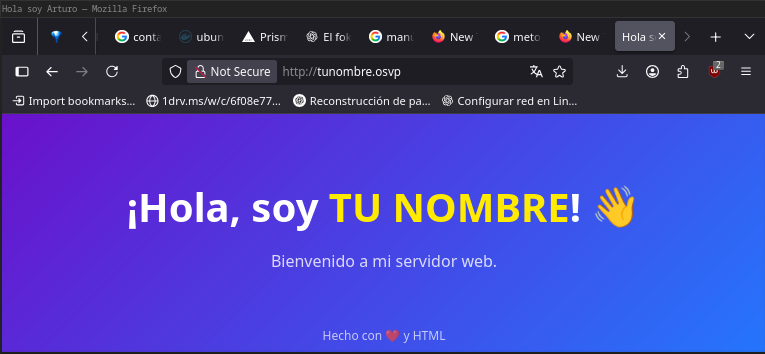 Hola soy Arturo — Mozilla Firefox
conta
ubun
Prism
El fok
manu
New
meto
New
Hola s
Not Secure
http://tunombre.osvp
2
Import bookmarks...
1drv.ms/w/c/6f08e77...
Reconstrucción de pa...
Configurar red en Lin...
¡Hola, soy TU NOMBRE! 👋
Bienvenido a mi servidor web.
Hecho con ❤️ y HTML